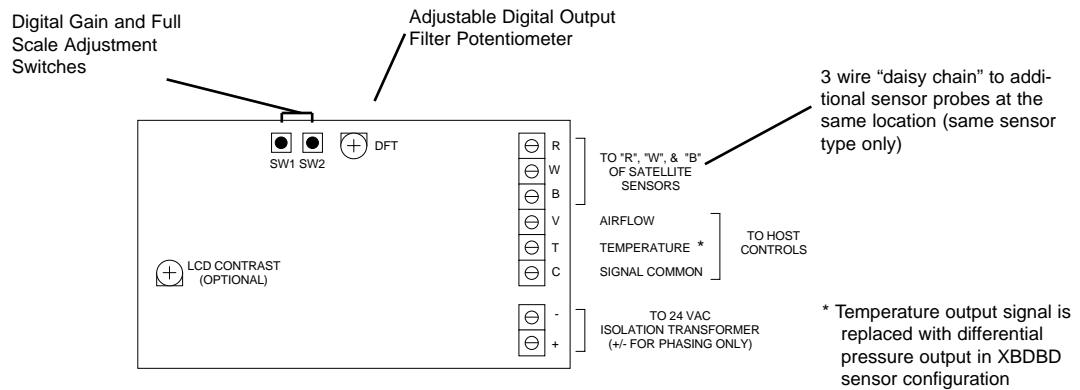 Digital Gain and Full
Scale Adjustment
Switches
Adjustable Digital Output
Filter Potentiometer
3 wire “daisy chain” to addi-
tional sensor probes at the
same location (same sensor
type only)
SW1 SW2
DFT
LCD CONTRAST
(OPTIONAL)
R
W
B
TO "R", "W", & "B"
OF SATELLITE
SENSORS
V AIRFLOW
T TEMPERATURE *
C SIGNAL COMMON
TO HOST
CONTROLS
-
+
TO 24 VAC
ISOLATION TRANSFORMER
(+/- FOR PHASING ONLY)
* Temperature output signal is
replaced with differential
pressure output in XBDBD
sensor configuration